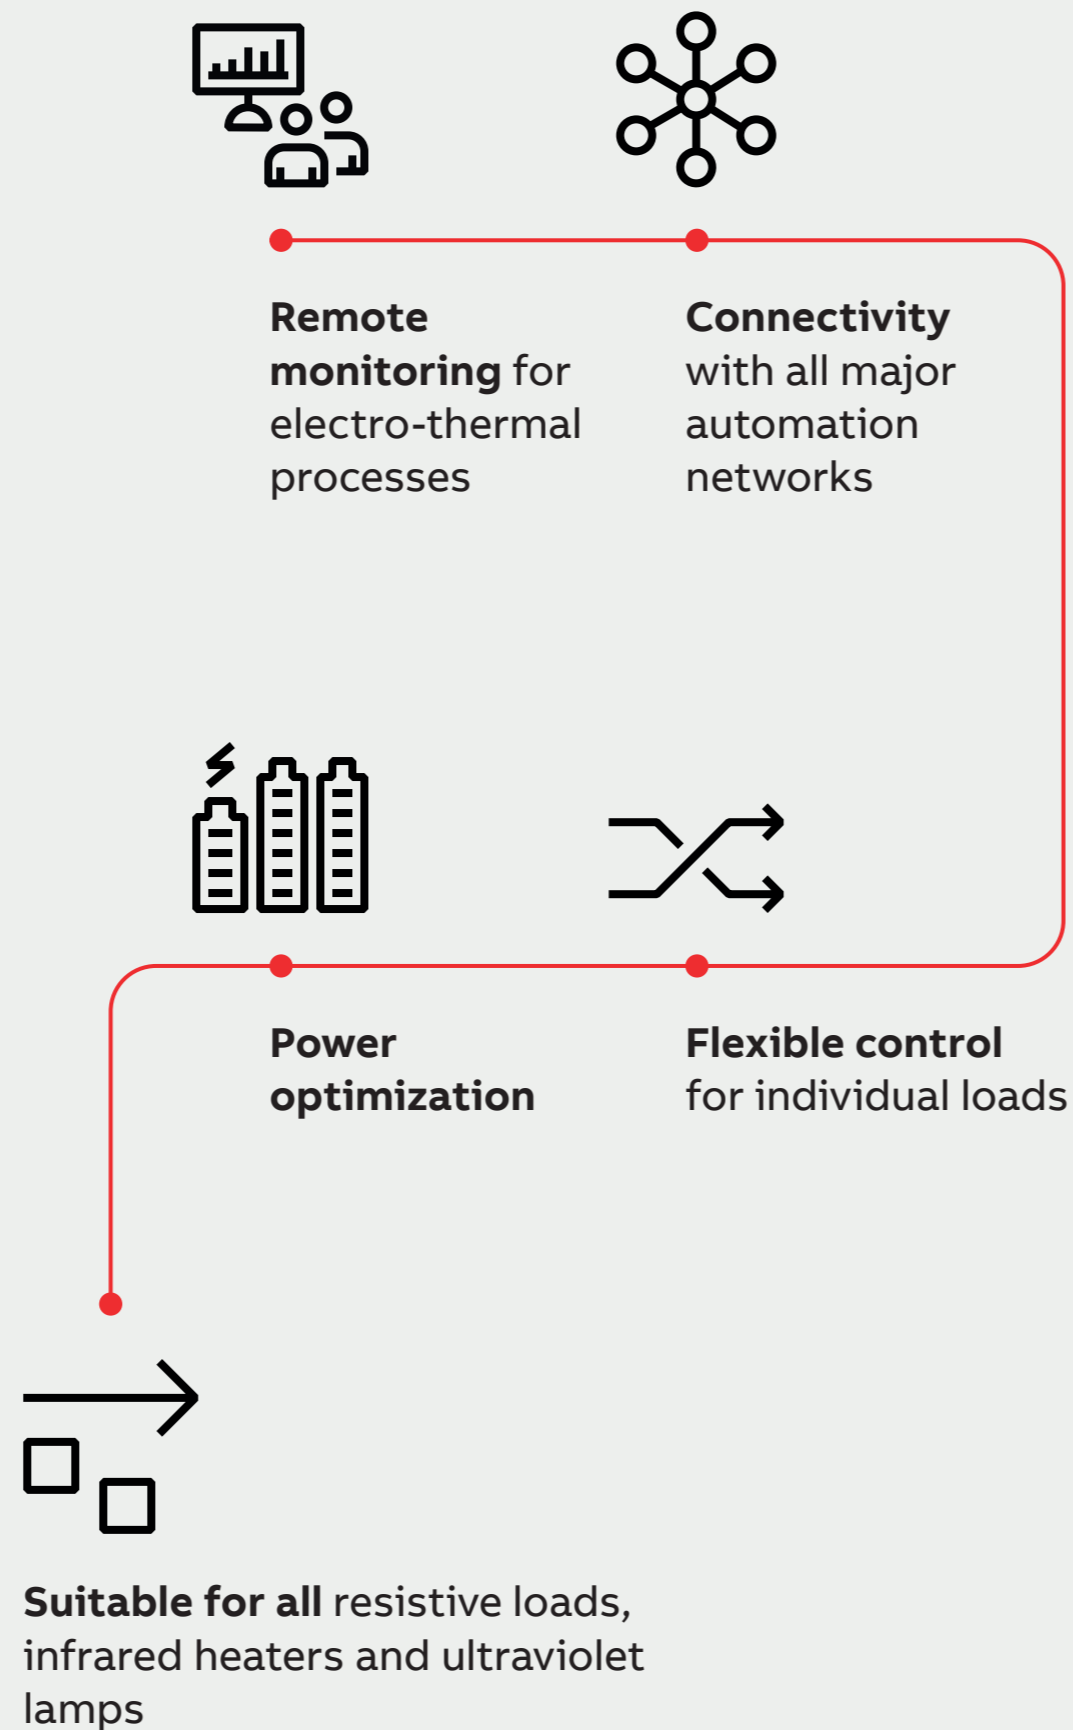 Remote
monitoring for
electro-thermal
processes
Connectivity
with all major
automation
networks
Power
optimization
Flexible control
for individual loads
Suitable for all resistive loads,
infrared heaters and ultraviolet
lamps